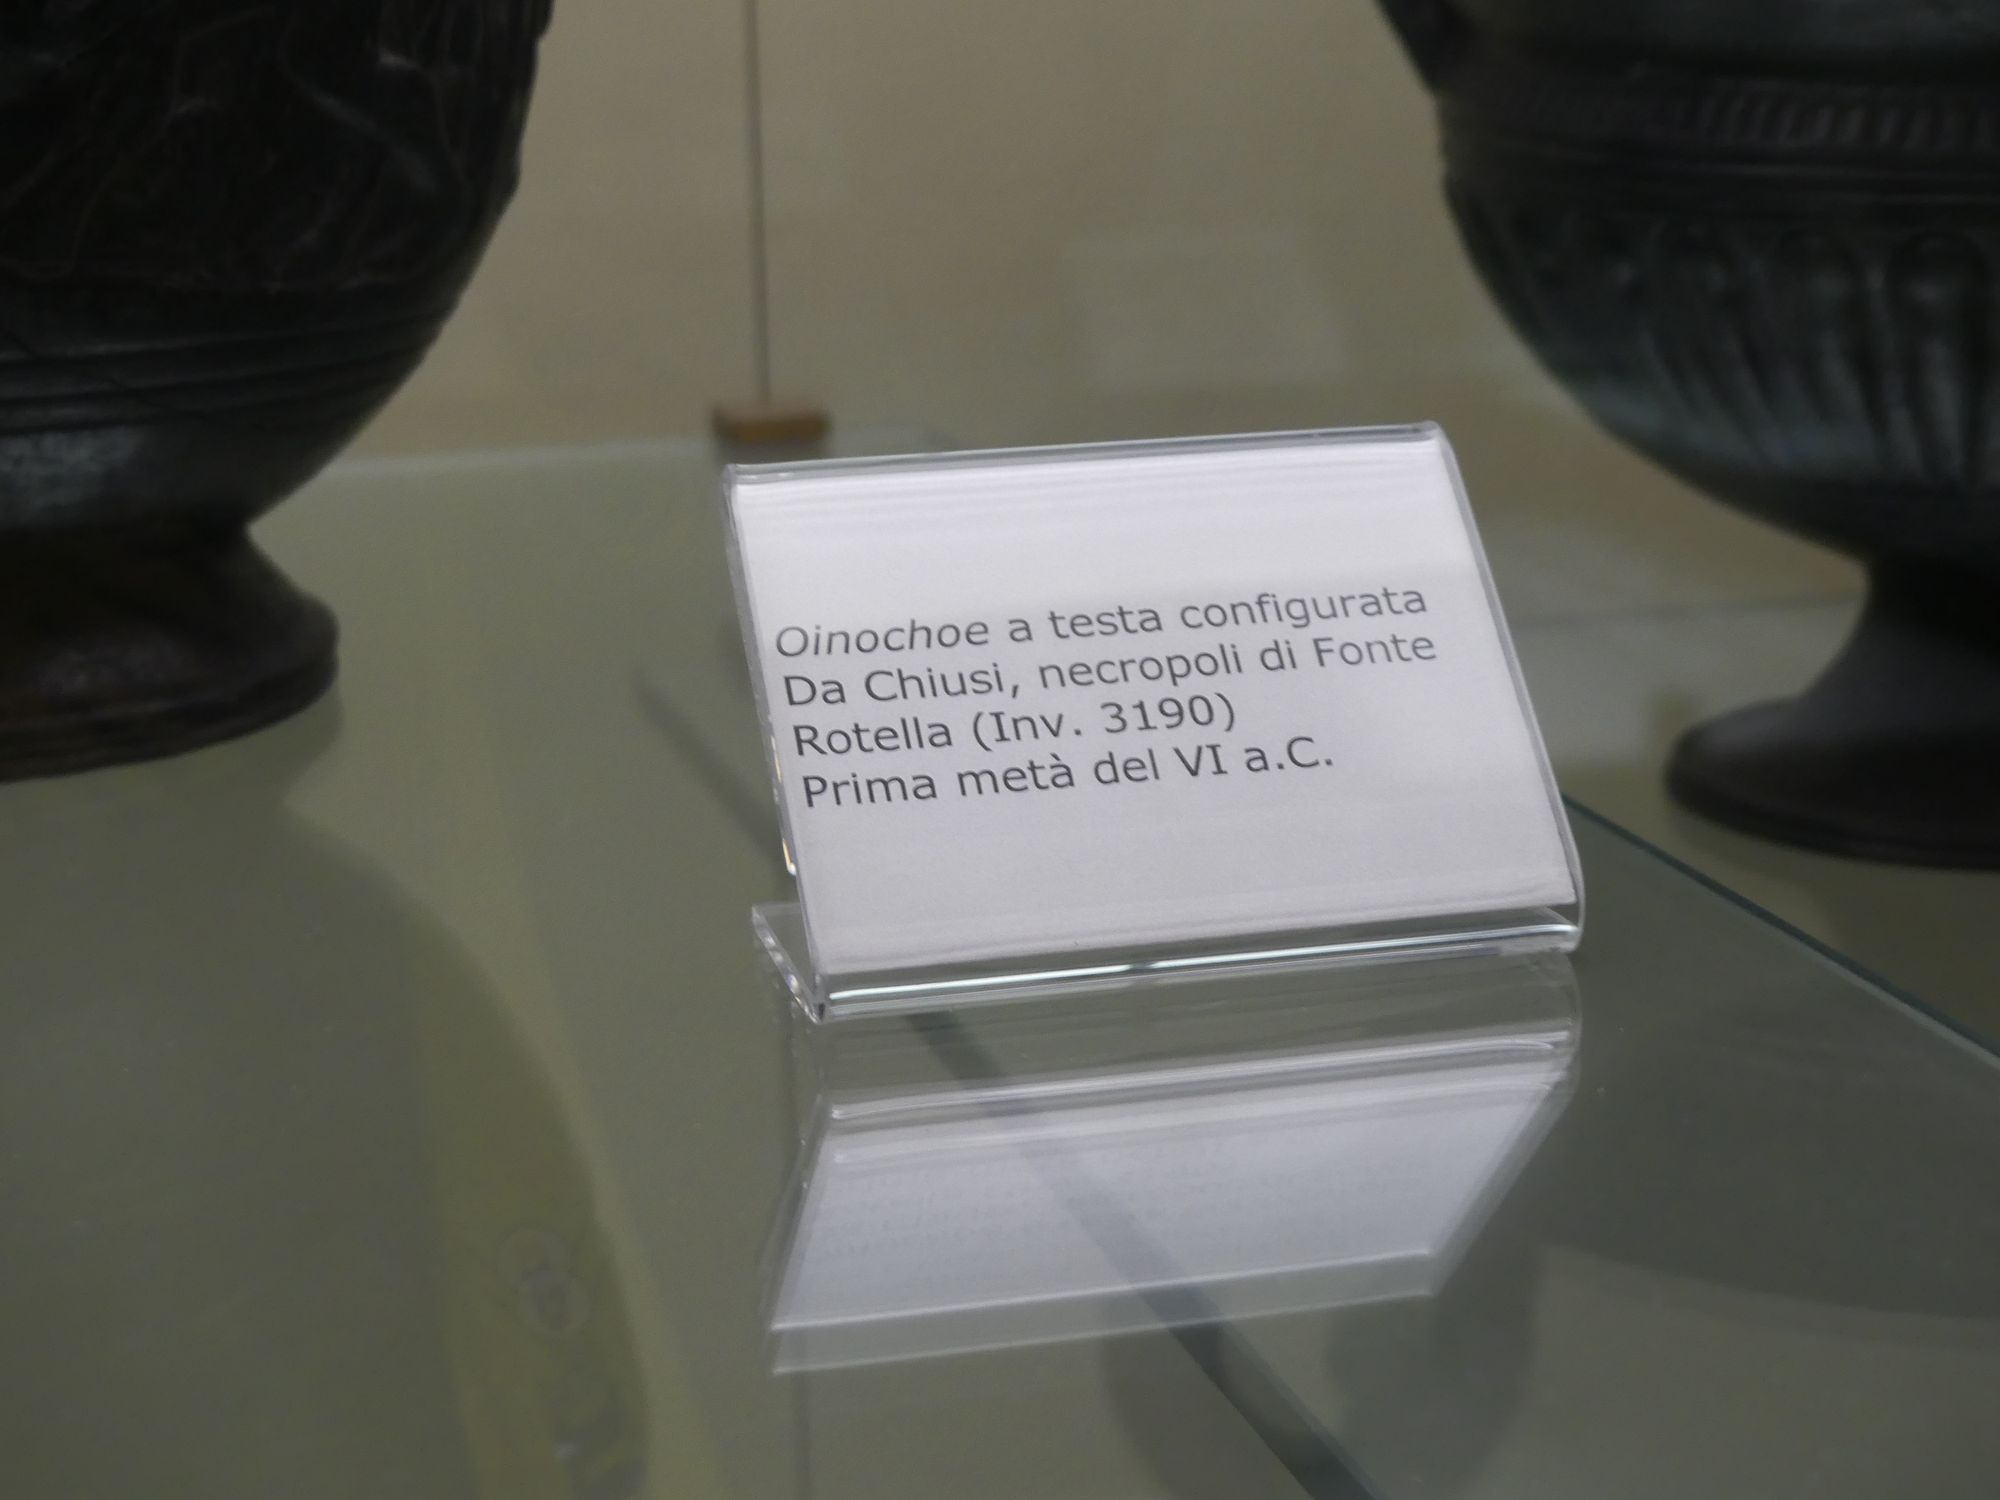 Oinochoe a testa configurata
Da Chiusi, necropoli di Fonte
Rotella (Inv. 3190)
Prima metà del VI a.C.